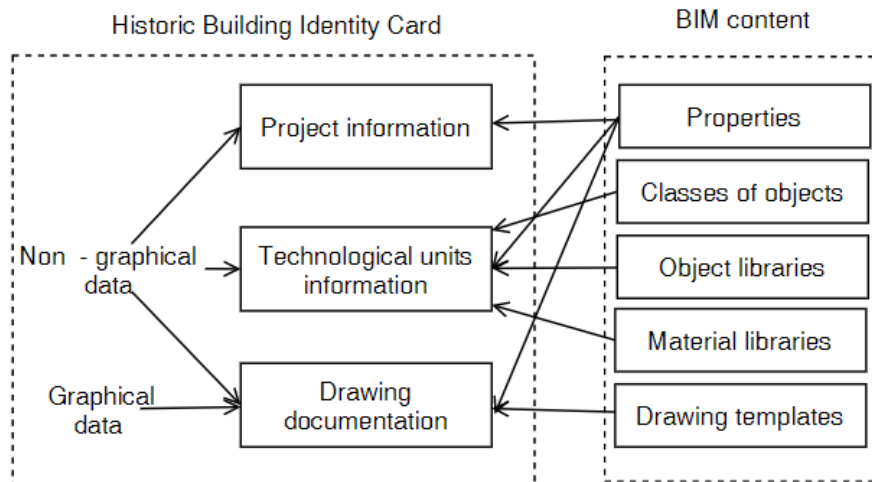 Historic Building Identity Card
BIM content
Project information
Properties
Classes of objects
Non - graphical
data
Technological units
information
Object libraries
Material libraries
Graphical
data
Drawing
documentation
Drawing templates